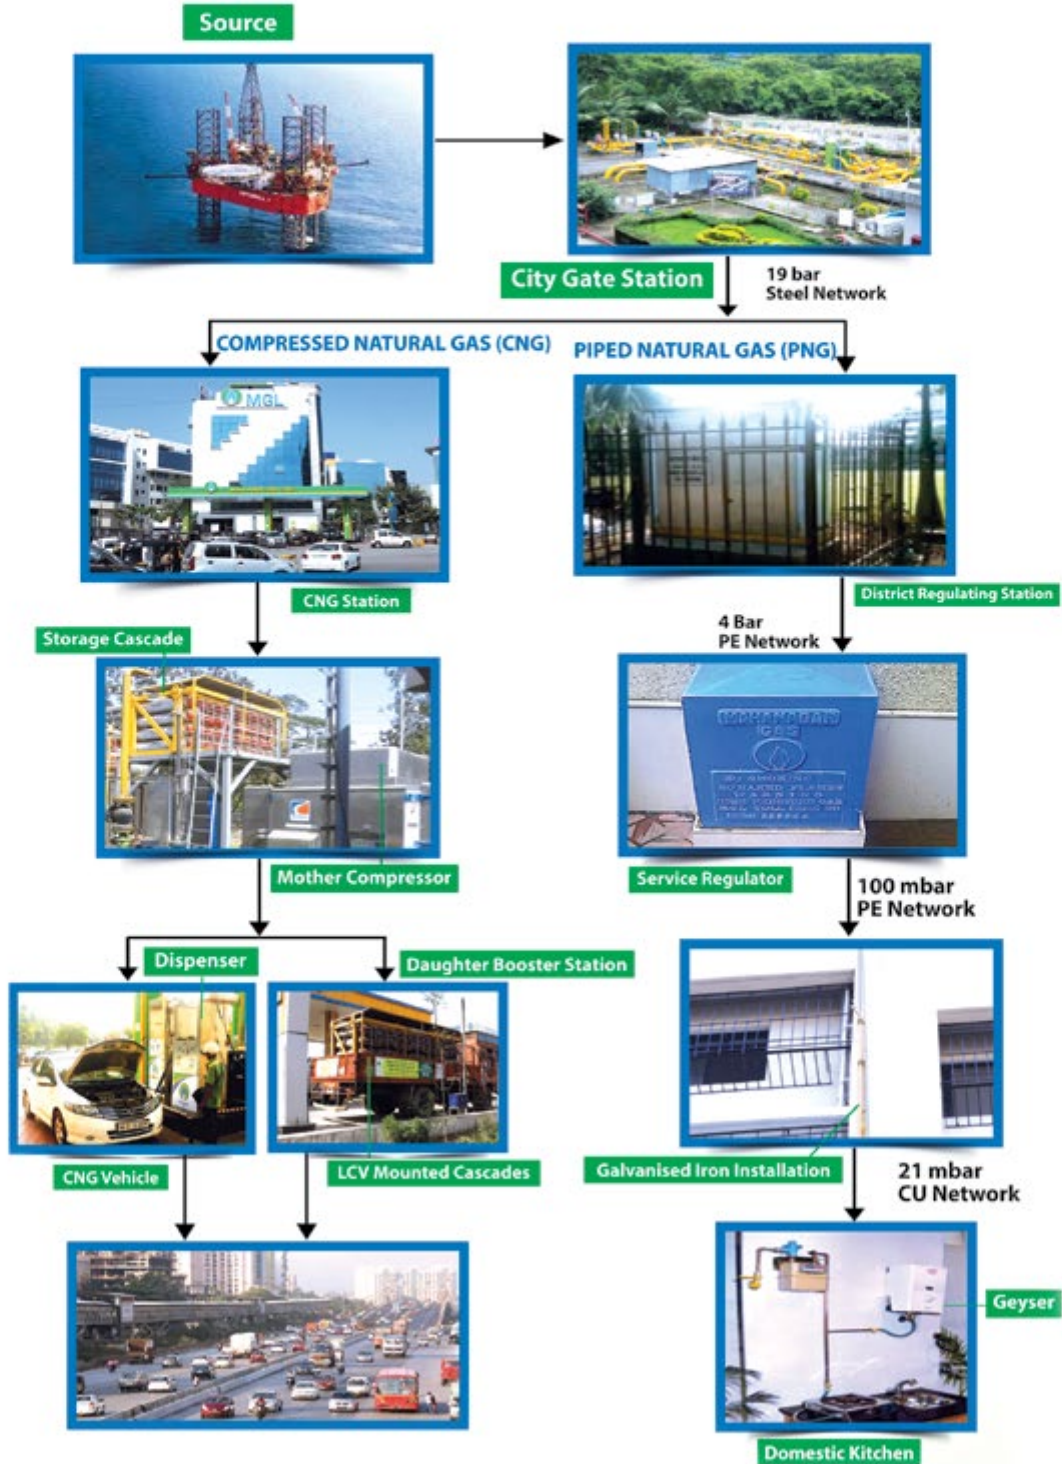 Source
City Gate Station
19 bar
Steel Network
COMPRESSED NATURAL GAS (CNG)
PIPED NATURAL GAS (PNG)
MGL
CNG Station
District Regulating Station
Storage Cascade
4 Bar
PE Network
GAS
Mother Compressor
Service Regulator
100 mbar
PE Network
Dispenser
Daughter Booster Station
CNG Vehicle
LCV Mounted Cascades
Galvanised Iron Installation
21 mbar
CU Network
Geyser
Domestic Kitchen